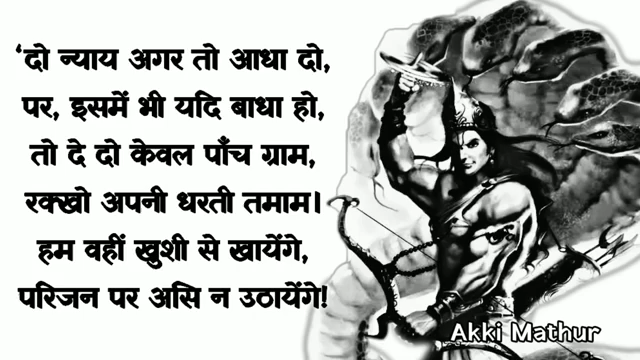 ‘दो न्याय अगर तो आधा दो,
पर, इसमें भी यदि बाधा हो,
तो दे दो केवल पाँच ग्राम,
रक्खो अपनी धरती तमाम।
हम वहीं खुशी से खायेंगे,
परिजन पर असि न उठायेंगे!
Akki Mathur